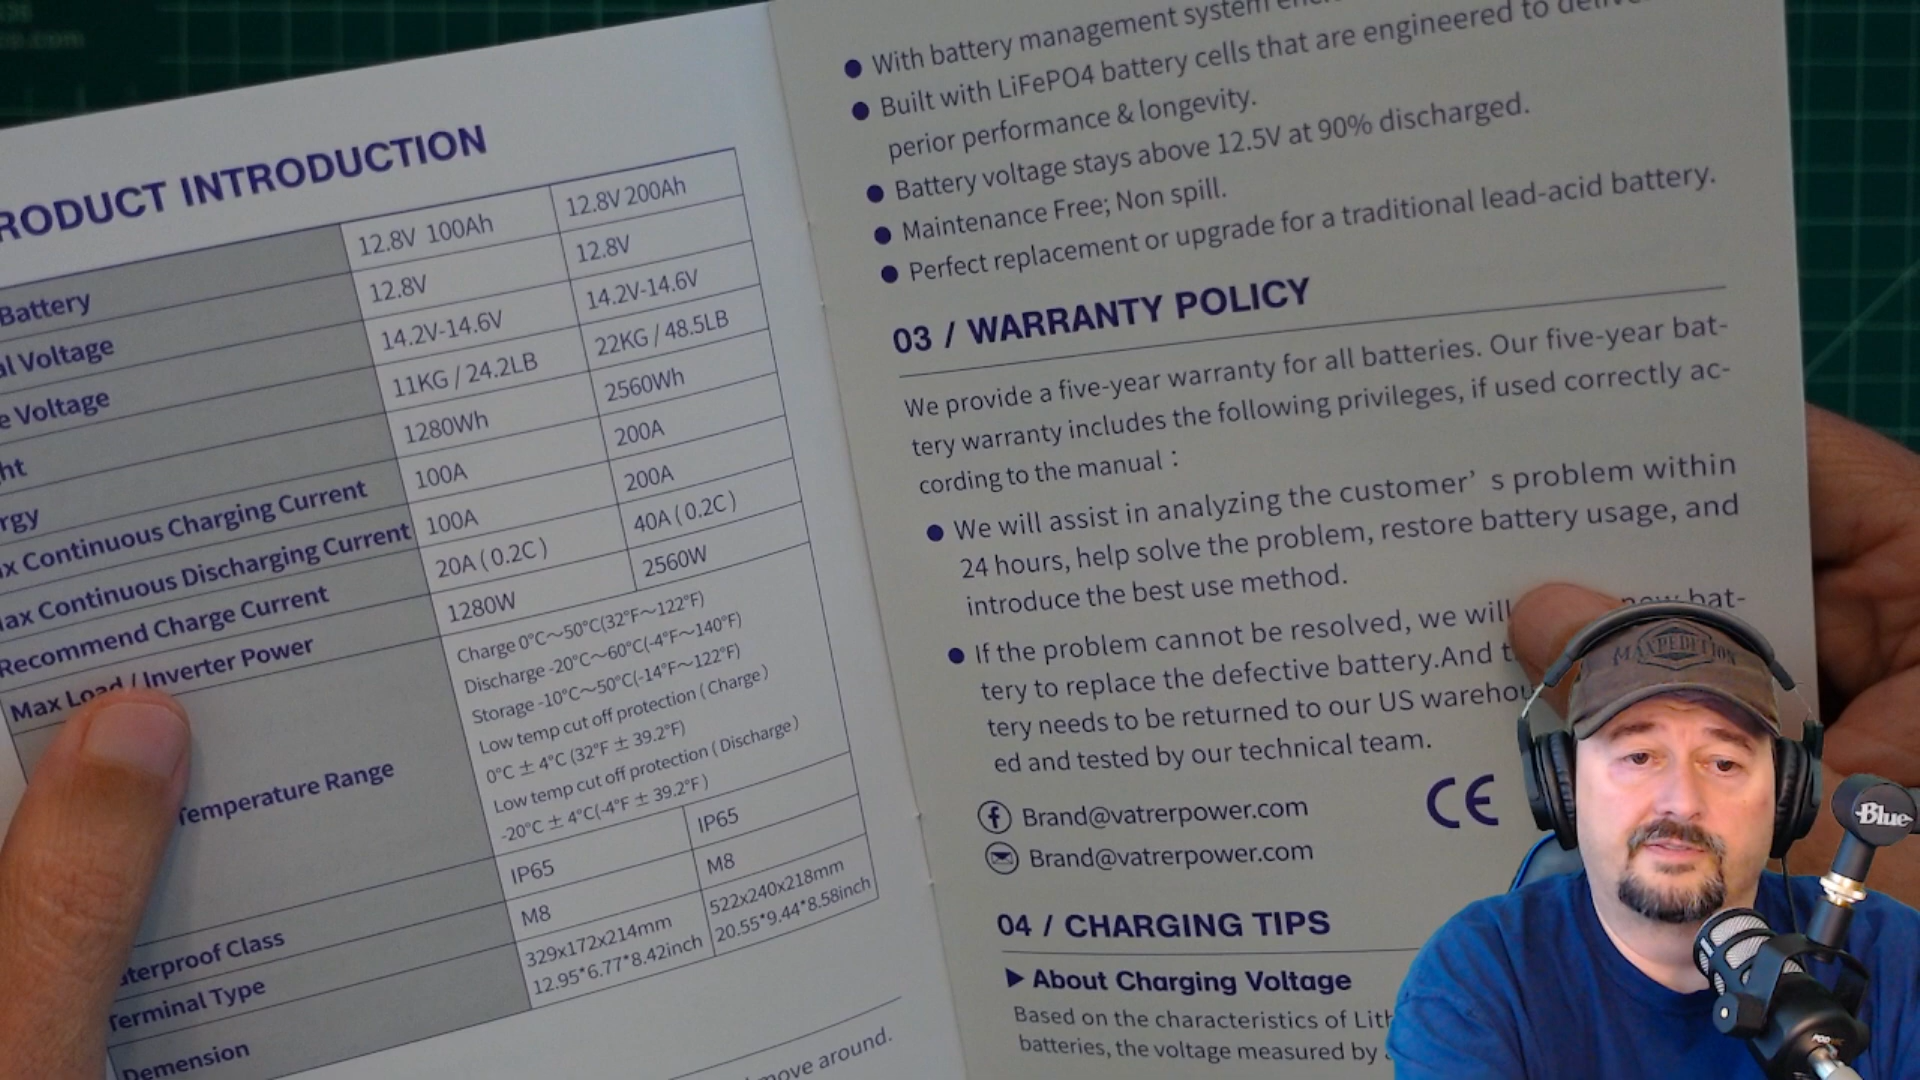 RODUCT INTRODUCTION
12.8V 100Ah 12.8V 200Ah
Battery 12.8V 12.8V
Voltage 14.2V-14.6V 14.2V-14.6V
Voltage 11KG / 24.2LB 22KG / 48.5LB
1280Wh 2560Wh
100A 200A
Continuous Charging Current 100A 200A
Continuous Discharging Current 20A ( 0.2C ) 40A ( 0.2C )
Recommend Charge Current 1280W 2560W
Max Load / Inverter Power
Temperature Range
Charge 0°C~50°C(32°F~122°F)
Discharge -20°C~60°C(-4°F~140°F)
Storage -10°C~50°C(-14°F~122°F)
Low temp cut off protection ( Charge )
0°C ± 4°C (32°F ± 39.2°F)
Low temp cut off protection ( Discharge )
-20°C ± 4°C(-4°F ± 39.2°F )
aterproof Class IP65 IP65
Terminal Type M8 M8
Demension 329x172x214mm 522x240x218mm
12.95*6.77*8.42inch 20.55*9.44*8.58inch
move around.
With battery management system
Built with LiFePO4 battery cells that are engineered to
perior performance & longevity.
Battery voltage stays above 12.5V at 90% discharged.
Maintenance Free; Non spill.
Perfect replacement or upgrade for a traditional lead-acid battery.
03 / WARRANTY POLICY
We provide a five-year warranty for all batteries. Our five-year bat-
tery warranty includes the following privileges, if used correctly ac-
cording to the manual :
We will assist in analyzing the customer' s problem within
24 hours, help solve the problem, restore battery usage, and
introduce the best use method.
If the problem cannot be resolved, we will new bat-
tery to replace the defective battery.And
tery needs to be returned to our US
ed and tested by our technical team.
Brand@vatrerpower.com
Brand@vatrerpower.com
CE
04 / CHARGING TIPS
About Charging Voltage
Based on the characteristics of
batteries, the voltage measured by
MAXPEDITION
Blue